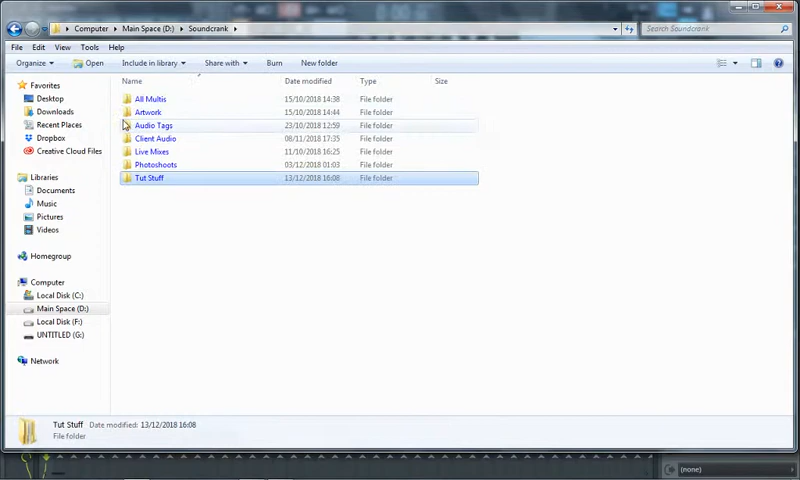 Computer Main Space (D:) Soundcrank
Search Soundcrank
File Edit View Tools Help
Organize Open Include in library Share with Burn New folder
Name Date modified Type Size
Favorites
Desktop
Downloads
Recent Places
Dropbox
Creative Cloud Files
Libraries
Documents
Music
Pictures
Videos
Homegroup
Computer
Local Disk (C:)
Main Space (D:)
Local Disk (F:)
UNTITLED (G:)
Network
All Multis 15/10/2018 14:38 File folder
Artwork 15/10/2018 14:44 File folder
Audio Tags 23/10/2018 12:59 File folder
Client Audio 08/11/2018 17:35 File folder
Live Mixes 11/10/2018 16:25 File folder
Photoshoots 03/12/2018 01:03 File folder
Tut Stuff 13/12/2018 16:08 File folder
Tut Stuff Date modified: 13/12/2018 16:08
File folder
(none)